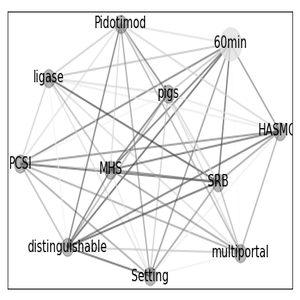 Pidotimod
60min
ligase
pigs
HASMC
PCSI
MHS
SRB
distinguishable
multiportal
Setting